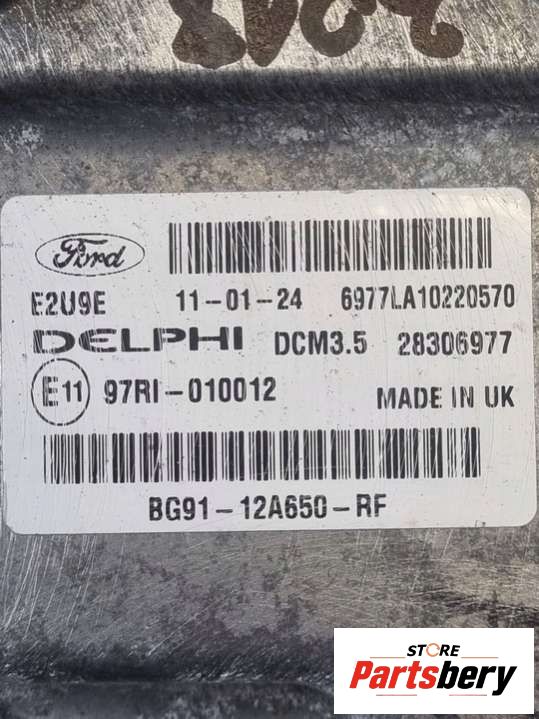 Ford
E2U9E 11-01-24 6977LA10220570
DELPHI DCM3.5 28306977
E11 97RI-010012 MADE IN UK
BG91-12A650-RF
STORE
Partsbery